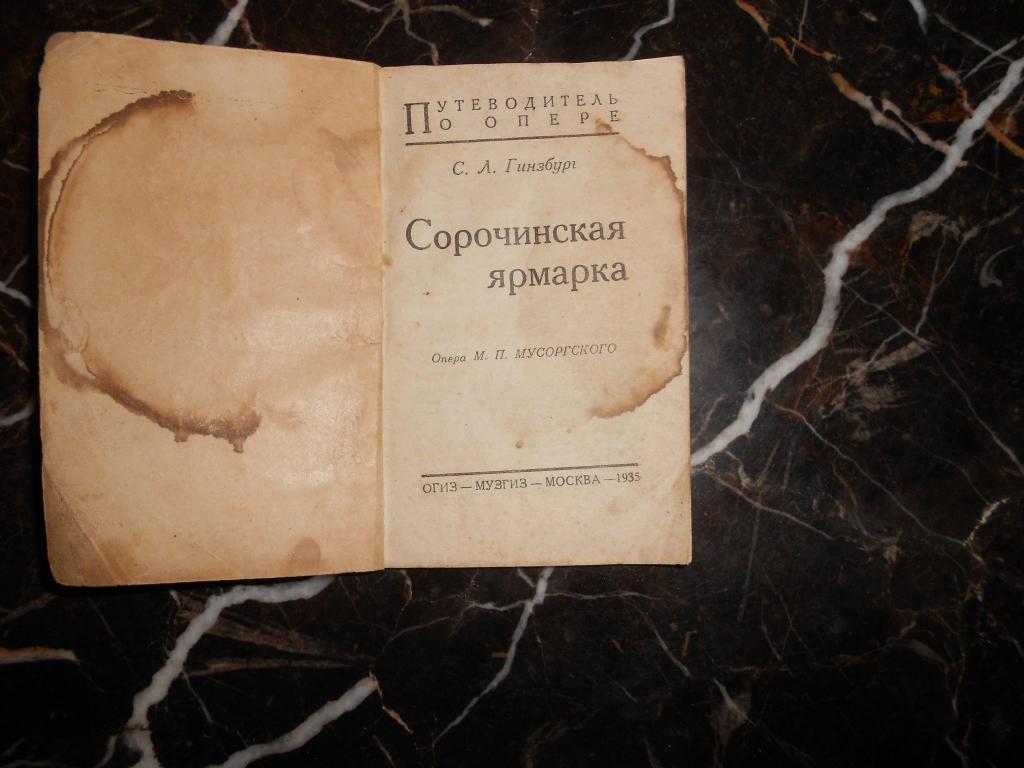 ПУТЕВОДИТЕЛЬ
ПО ОПЕРЕ
С. Л. Гинзбург
Сорочинская
ярмарка
Опера М. П. МУСОРГСКОГО
ОГИЗ — МУЗГИЗ — МОСКВА — 1935